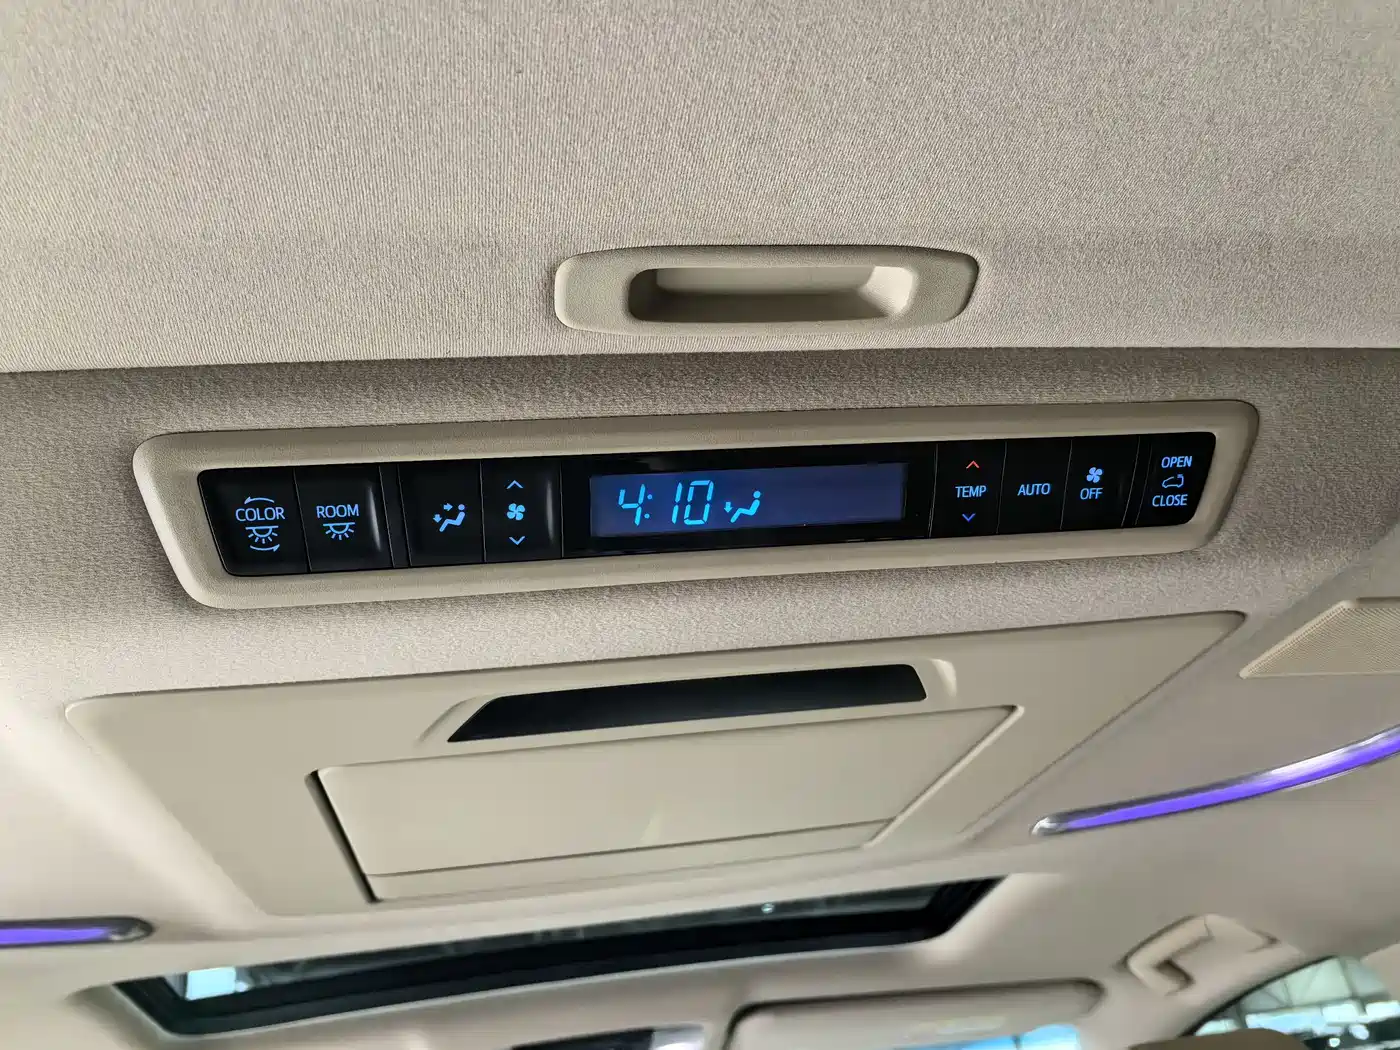 COLOR
ROOM
4:10
TEMP
AUTO
OFF
OPEN
CLOSE